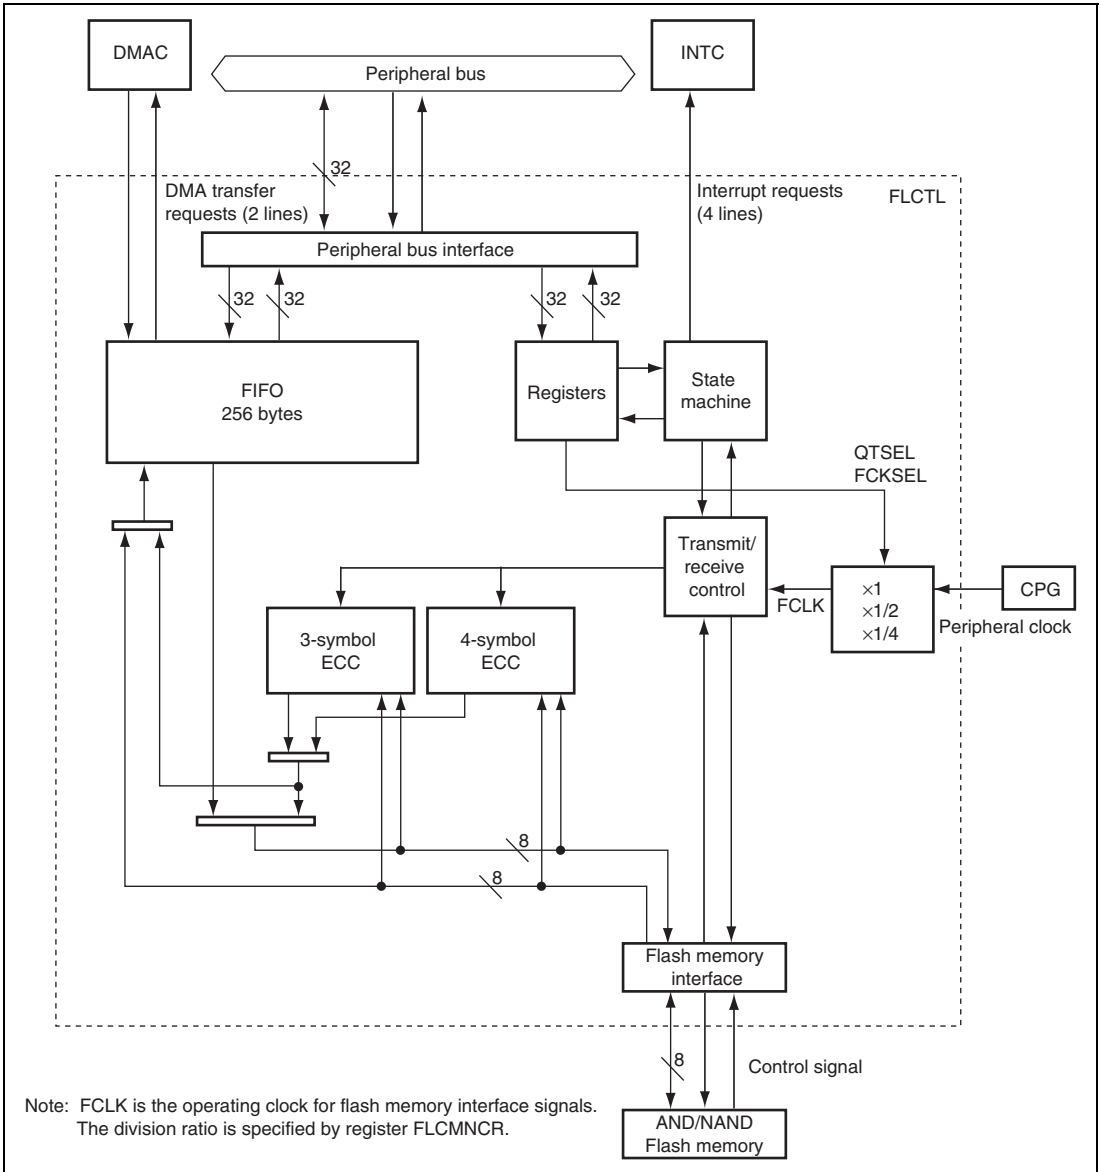 DMAC
Peripheral bus
INTC
32
DMA transfer
requests (2 lines)
Interrupt requests
(4 lines)
FLCTL
Peripheral bus interface
32
32
32
32
FIFO
256 bytes
Registers
State
machine
QTSEL
FCKSEL
Transmit/
receive
control
FCLK
×1
×1/2
×1/4
CPG
Peripheral clock
3-symbol
ECC
4-symbol
ECC
8
8
Flash memory
interface
8
Control signal
AND/NAND
Flash memory
Note: FCLK is the operating clock for flash memory interface signals.
The division ratio is specified by register FLCMNCR.